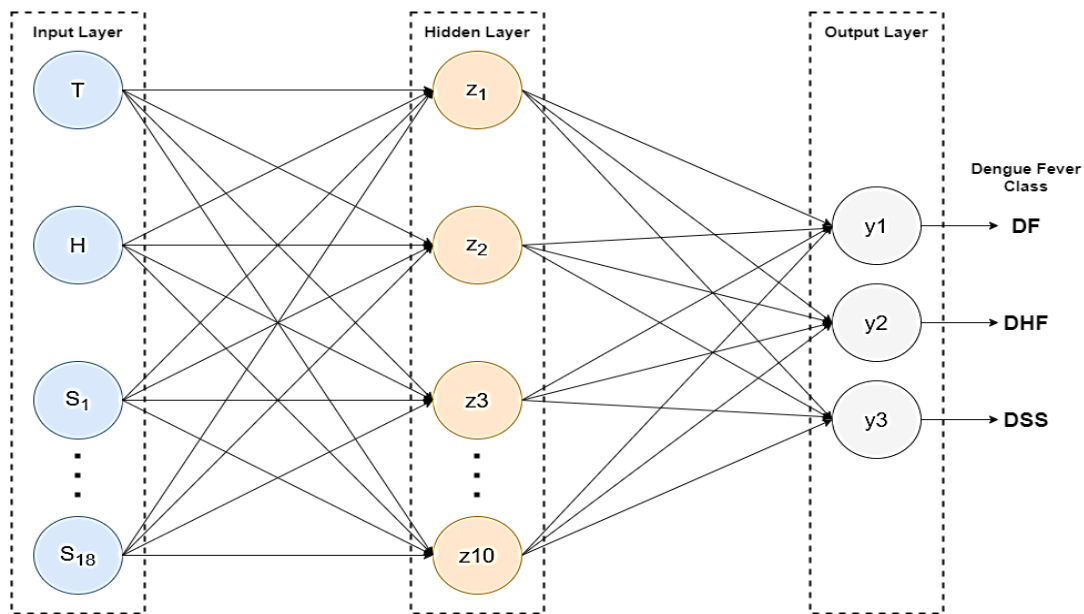 Input Layer
T
H
S1
S18
Hidden Layer
z1
z2
z3
z10
Output Layer
y1
y2
y3
Dengue Fever
Class
DF
DHF
DSS